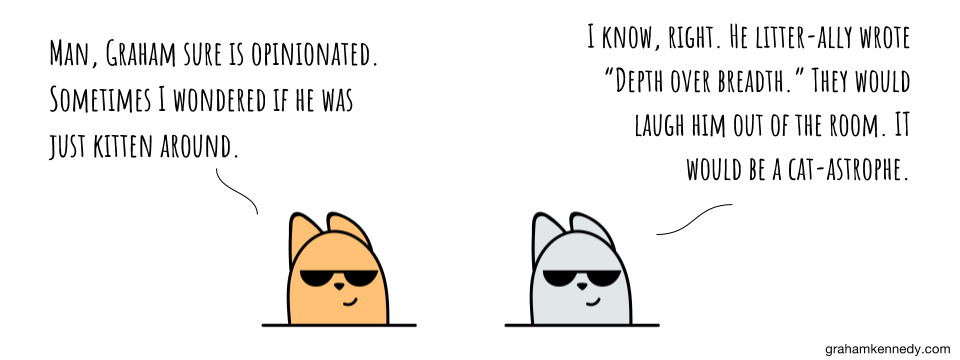 Man, Graham sure is opinionated.
Sometimes I wondered if he was
just kitten around.
I know, right. He litter-ally wrote
“Depth over breadth.” They would
laugh him out of the room. IT
would be a cat-astrophe.
grahamkennedy.com